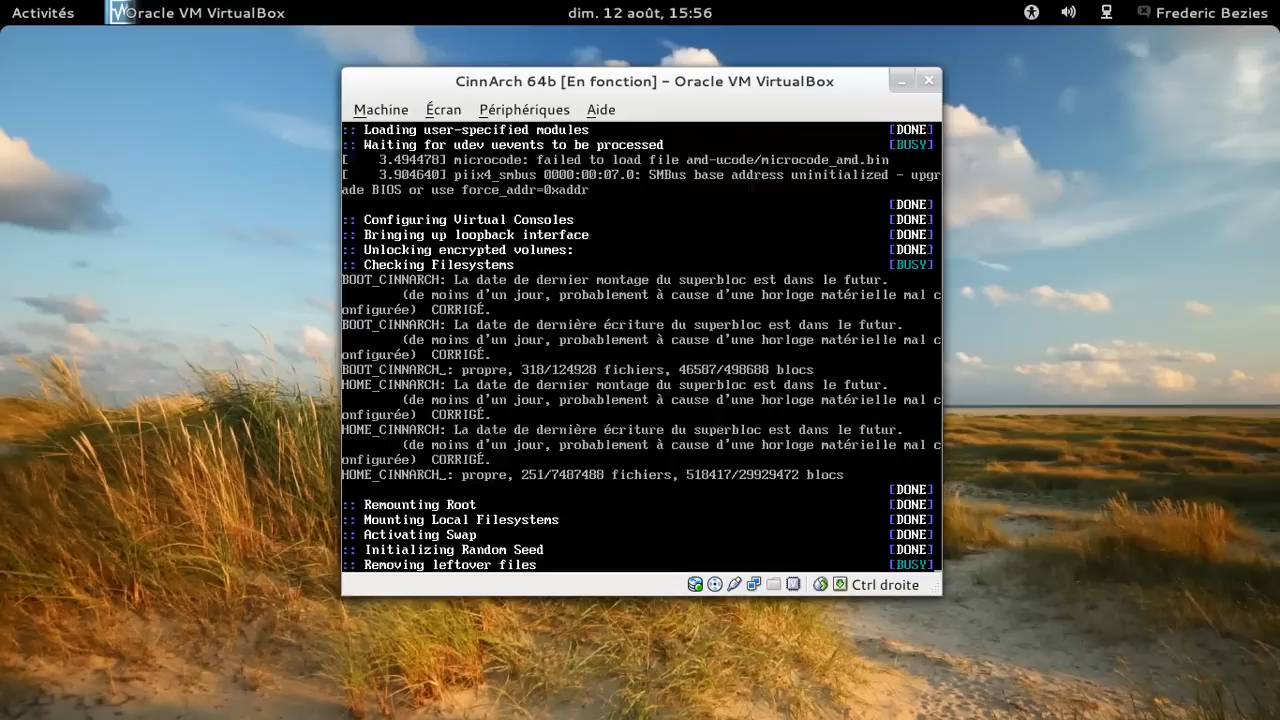 Activités Oracle VM VirtualBox dim. 12 août, 15:56 Frederic Bezies
CinnArch 64b [En fonction] - Oracle VM VirtualBox
Machine Écran Périphériques Aide
:: Loading user-specified modules [DONE]
:: Waiting for udev uevents to be processed [BUSY]
[    3.494478] microcode: failed to load file amd-ucode/microcode_amd.bin
[    3.904640] piix4_smbus 0000:00:07.0: SMBus base address uninitialized - upgr
ade BIOS or use force_addr=0xaddr
[DONE]
:: Configuring Virtual Consoles [DONE]
:: Bringing up loopback interface [DONE]
:: Unlocking encrypted volumes: [DONE]
:: Checking Filesystems [BUSY]
BOOT_CINNARCH: La date de dernier montage du superbloc est dans le futur.
(de moins d'un jour, probablement à cause d'une horloge matérielle mal c
onfigurée) CORRIGÉ.
BOOT_CINNARCH: La date de dernière écriture du superbloc est dans le futur.
(de moins d'un jour, probablement à cause d'une horloge matérielle mal c
onfigurée) CORRIGÉ.
BOOT_CINNARCH_: propre, 318/124928 fichiers, 46587/498688 blocs
HOME_CINNARCH: La date de dernier montage du superbloc est dans le futur.
(de moins d'un jour, probablement à cause d'une horloge matérielle mal c
onfigurée) CORRIGÉ.
HOME_CINNARCH: La date de dernière écriture du superbloc est dans le futur.
(de moins d'un jour, probablement à cause d'une horloge matérielle mal c
onfigurée) CORRIGÉ.
HOME_CINNARCH_: propre, 251/7487488 fichiers, 518417/29929472 blocs
[DONE]
:: Remounting Root [DONE]
:: Mounting Local Filesystems [DONE]
:: Activating Swap [DONE]
:: Initializing Random Seed [DONE]
:: Removing leftover files [BUSY]
Ctrl droite